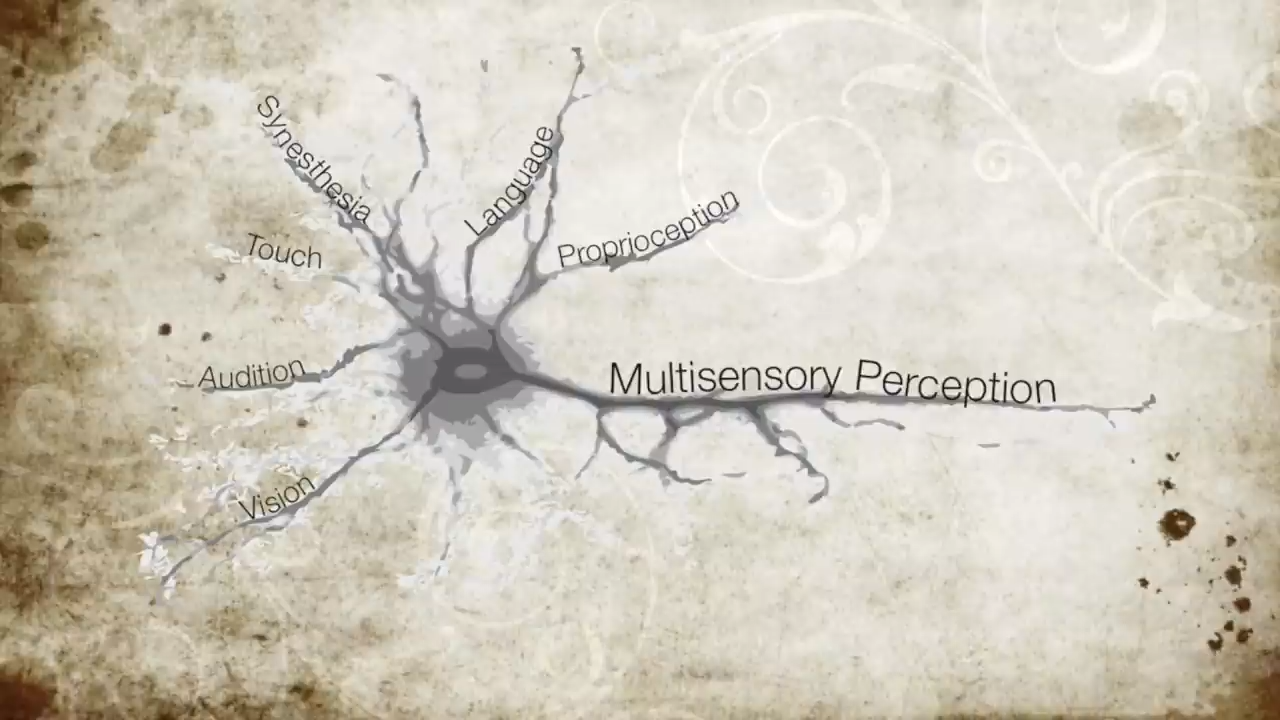 Synesthesia
Language
Proprioception
Touch
Audition
Multisensory Perception
Vision